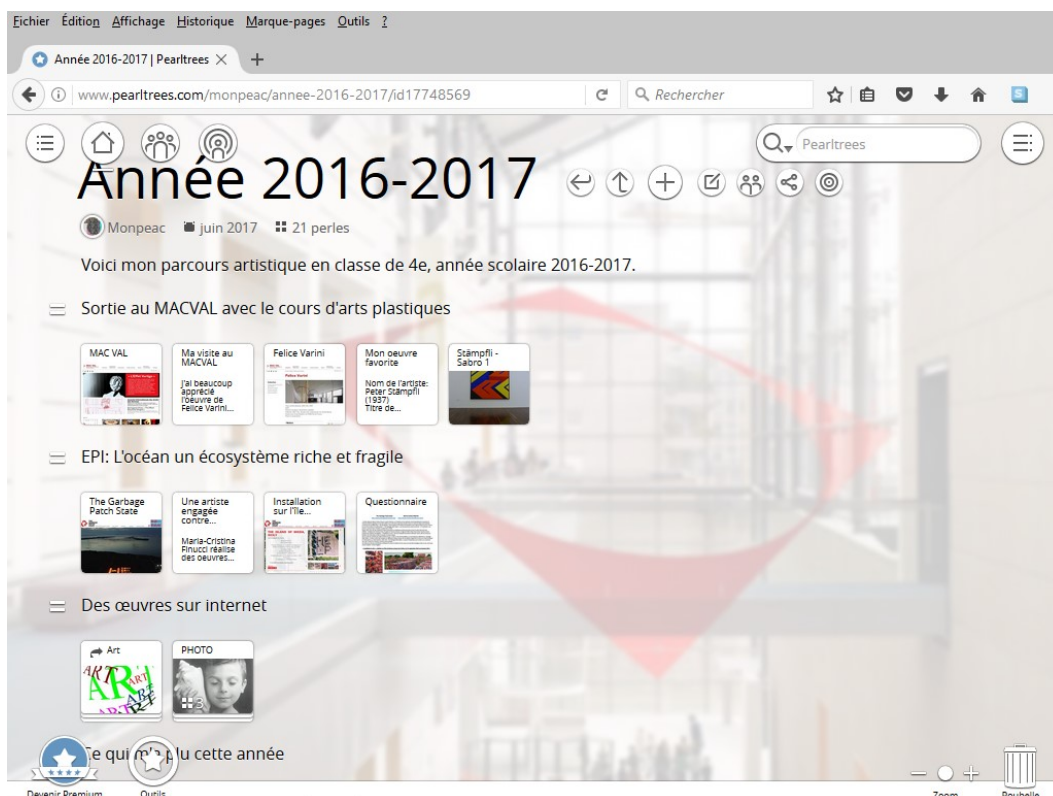 Fichier Édition Affichage Historique Marque-pages Outils ?
Année 2016-2017 | Pearltrees
www.pearltrees.com/monpeac/annee-2016-2017/id17748569
Rechercher
Pearltrees
Année 2016-2017
Monpeac juin 2017 21 perles
Voici mon parcours artistique en classe de 4e, année scolaire 2016-2017.
Sortie au MACVAL avec le cours d'arts plastiques
MAC VAL
Ma visite au
MACVAL
J'ai beaucoup
apprécié
l'oeuvre de
Felice Varini...
Felice Varini
Mon oeuvre
favorite
Nom de l'artiste:
Peter Stämpfli
(1937)
Titre de...
Stämpfli -
Sabro 1
EPI: L'océan un écosystème riche et fragile
The Garbage
Patch State
Une artiste
engagée
contre...
Maria-Cristina
Finucci réalise
des oeuvres...
Installation
sur l'île...
Questionnaire
Des œuvres sur internet
Art
ART ART ART
PHOTO
3
Ce qui m'a plu cette année
Devenir Premium
Outils
Zoom
Poubelle